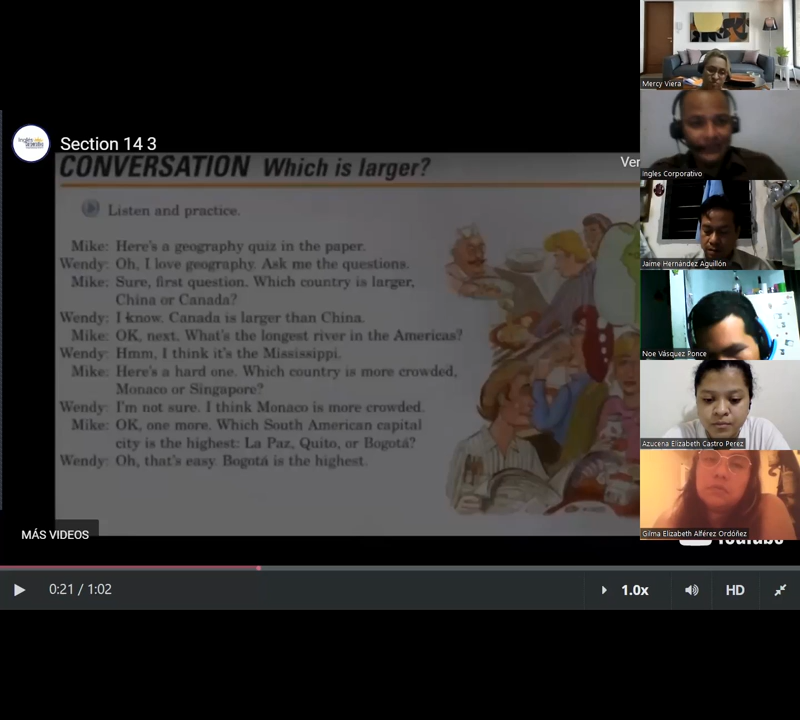 Section 14 3
Ver
CONVERSATION Which is larger?
Listen and practice.
Mike: Here's a geography quiz in the paper.
Wendy: Oh, I love geography. Ask me the questions.
Mike: Sure, first question. Which country is larger,
China or Canada?
Wendy: I know. Canada is larger than China.
Mike: OK, next. What's the longest river in the Americas?
Wendy: Hmm, I think it's the Mississippi.
Mike: Here's a hard one. Which country is more crowded,
Monaco or Singapore?
Wendy: I'm not sure. I think Monaco is more crowded.
Mike: OK, one more. Which South American capital
city is the highest: La Paz, Quito, or Bogotá?
Wendy: Oh, that's easy. Bogotá is the highest.
MÁS VIDEOS
0:21 / 1:02
1.0x
HD
Mercy Viera
Ingles Corporativo
Jaime Hernández Aguillón
Noe Vásquez Ponce
Azucena Elizabeth Castro Perez
Gilma Elizabeth Alférez Ordóñez